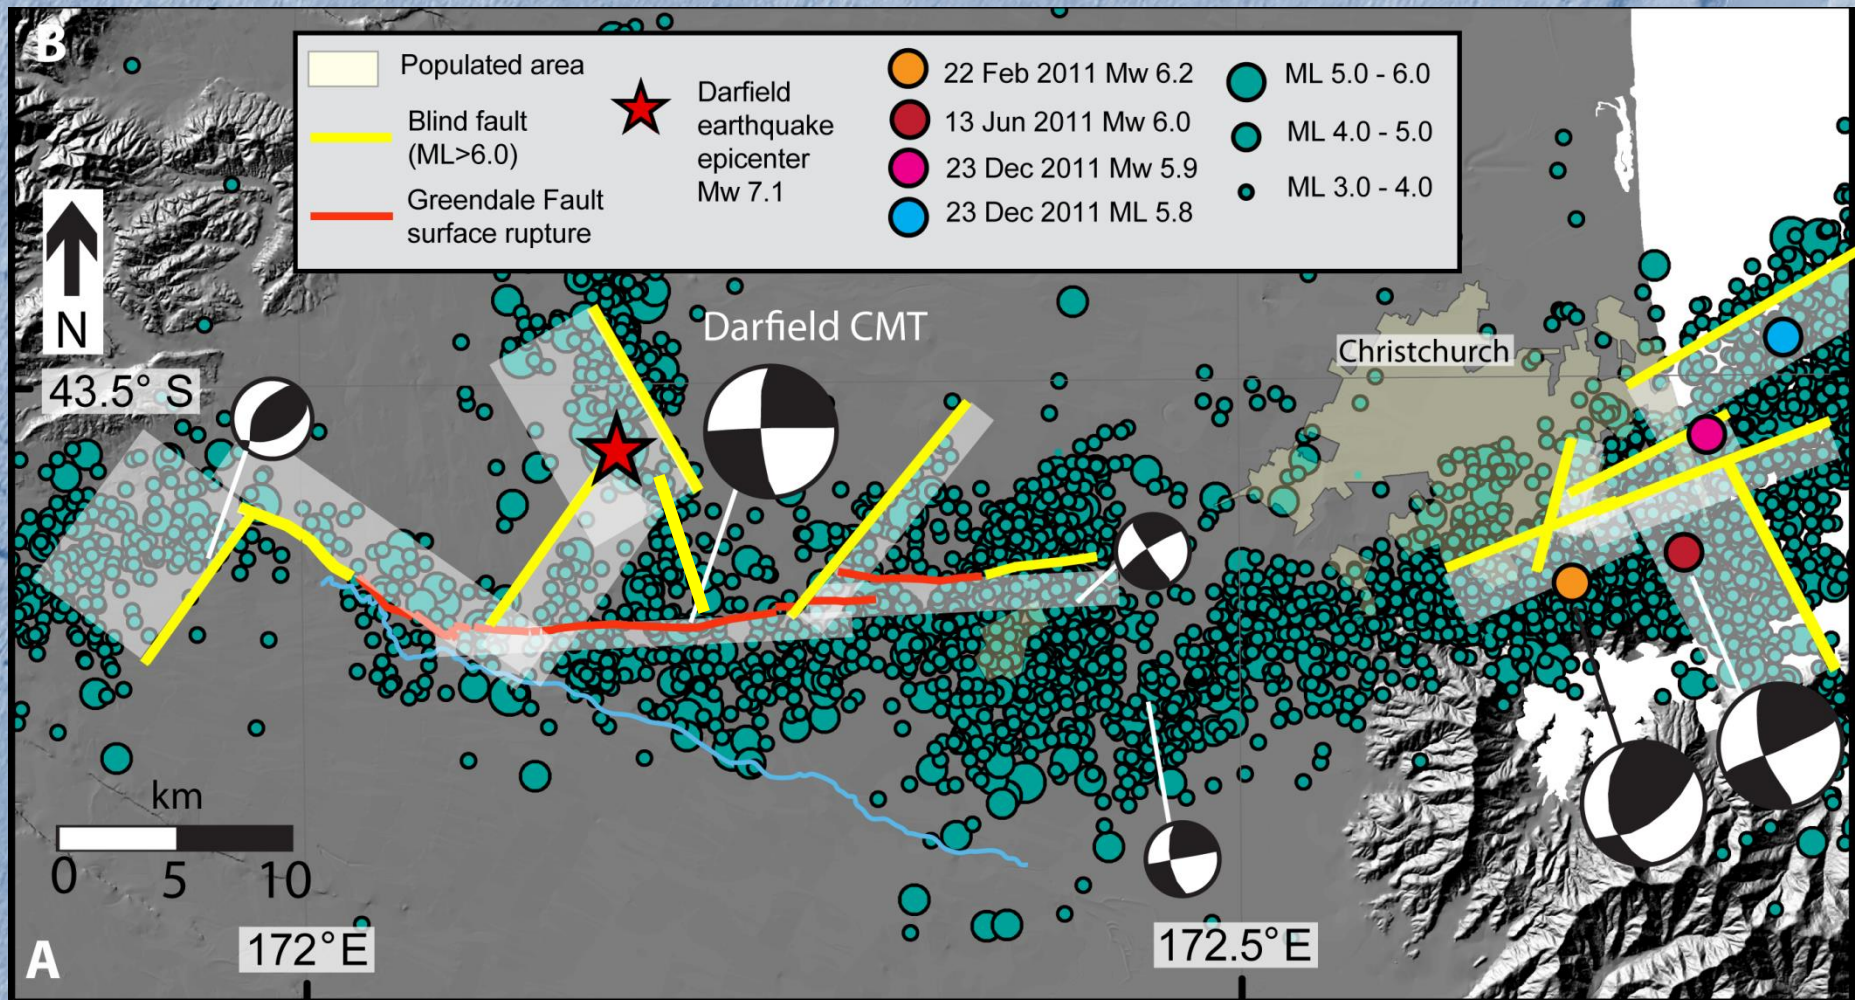 B
Populated area
Blind fault
(ML>6.0)
Greendale Fault
surface rupture
Darfield
earthquake
epicenter
Mw 7.1
22 Feb 2011 Mw 6.2
13 Jun 2011 Mw 6.0
23 Dec 2011 Mw 5.9
23 Dec 2011 ML 5.8
ML 5.0 - 6.0
ML 4.0 - 5.0
ML 3.0 - 4.0
N
Darfield CMT
Christchurch
43.5° S
km
0 5 10
172°E
172.5°E
A